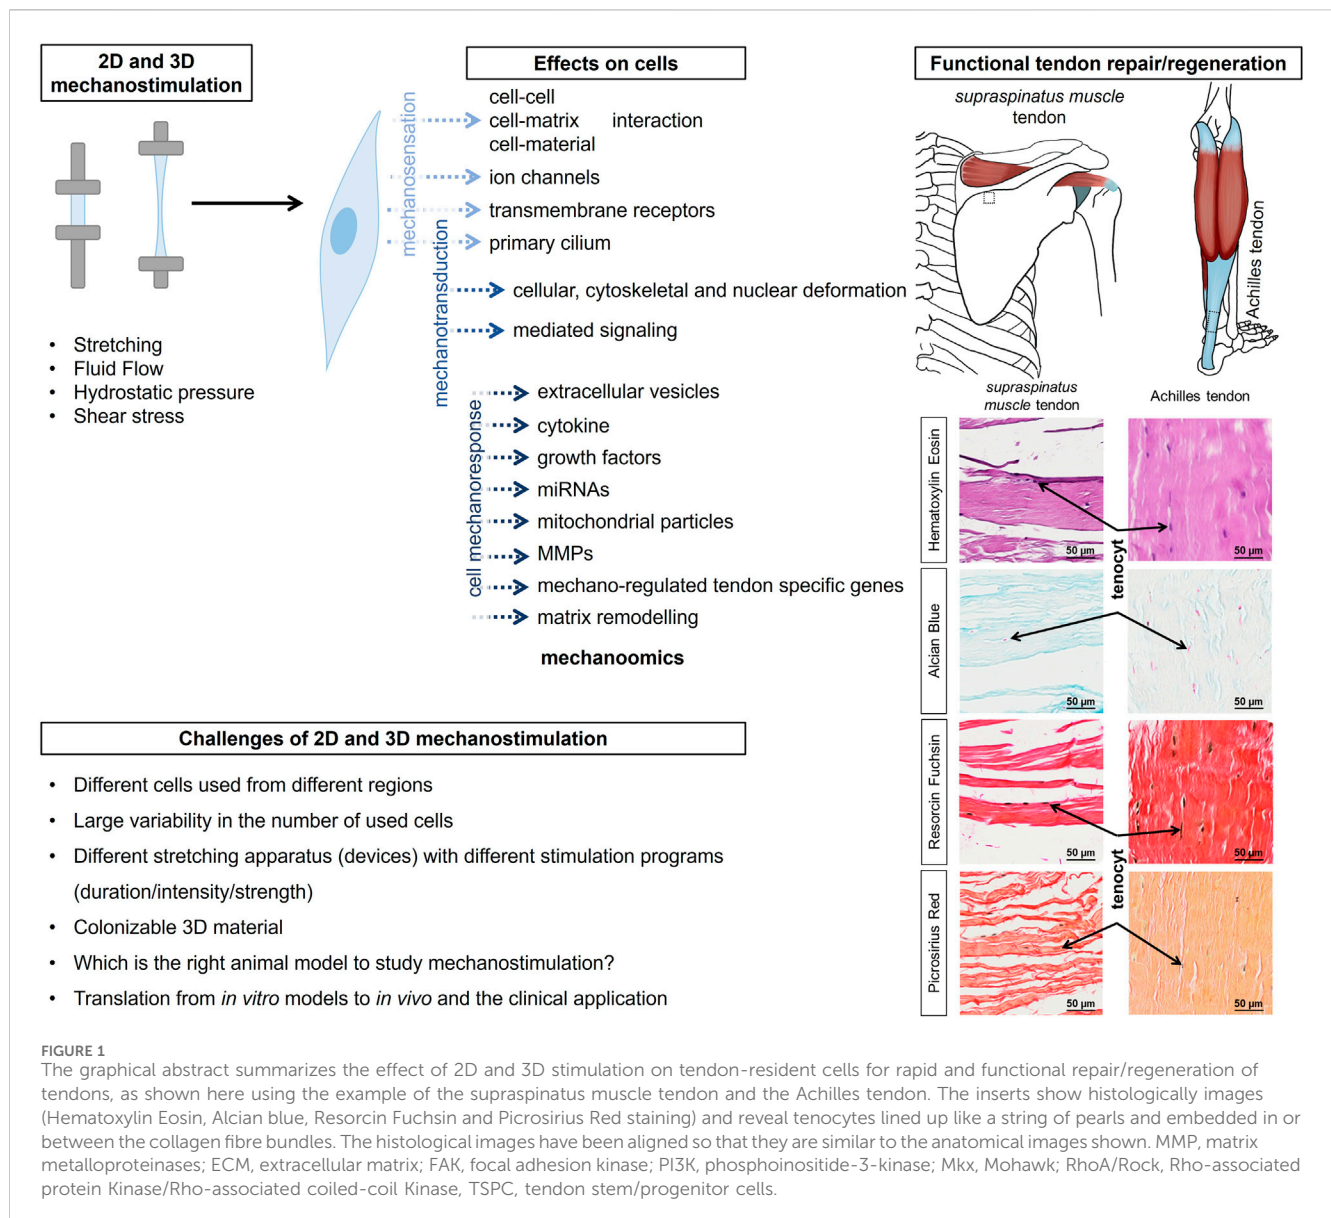 2D and 3D
mechanostimulation
• Stretching
• Fluid Flow
• Hydrostatic pressure
• Shear stress
Effects on cells
mechanosensation
cell-cell
cell-matrix interaction
cell-material
ion channels
transmembrane receptors
primary cilium
mechanotransduction
cellular, cytoskeletal and nuclear deformation
mediated signaling
cell mechanoresponse
extracellular vesicles
cytokine
growth factors
miRNAs
mitochondrial particles
MMPs
mechano-regulated tendon specific genes
matrix remodelling
mechanoomics
Challenges of 2D and 3D mechanostimulation
• Different cells used from different regions
• Large variability in the number of used cells
• Different stretching apparatus (devices) with different stimulation programs
(duration/intensity/strength)
• Colonizable 3D material
• Which is the right animal model to study mechanostimulation?
• Translation from in vitro models to in vivo and the clinical application
Functional tendon repair/regeneration
supraspinatus muscle
tendon
Achilles tendon
supraspinatus
muscle tendon
Achilles tendon
Hematoxylin Eosin
50 µm
50 µm
tenocyt
Alcian Blue
50 µm
50 µm
Resorcin Fuchsin
50 µm
50 µm
tenocyt
Picrosirius Red
50 µm
50 µm
FIGURE 1
The graphical abstract summarizes the effect of 2D and 3D stimulation on tendon-resident cells for rapid and functional repair/regeneration of
tendons, as shown here using the example of the supraspinatus muscle tendon and the Achilles tendon. The inserts show histologically images
(Hematoxylin Eosin, Alcian blue, Resorcin Fuchsin and Picrosirius Red staining) and reveal tenocytes lined up like a string of pearls and embedded in or
between the collagen fibre bundles. The histological images have been aligned so that they are similar to the anatomical images shown. MMP, matrix
metalloproteinases; ECM, extracellular matrix; FAK, focal adhesion kinase; PI3K, phosphoinositide-3-kinase; Mkx, Mohawk; RhoA/Rock, Rho-associated
protein Kinase/Rho-associated coiled-coil Kinase, TSPC, tendon stem/progenitor cells.